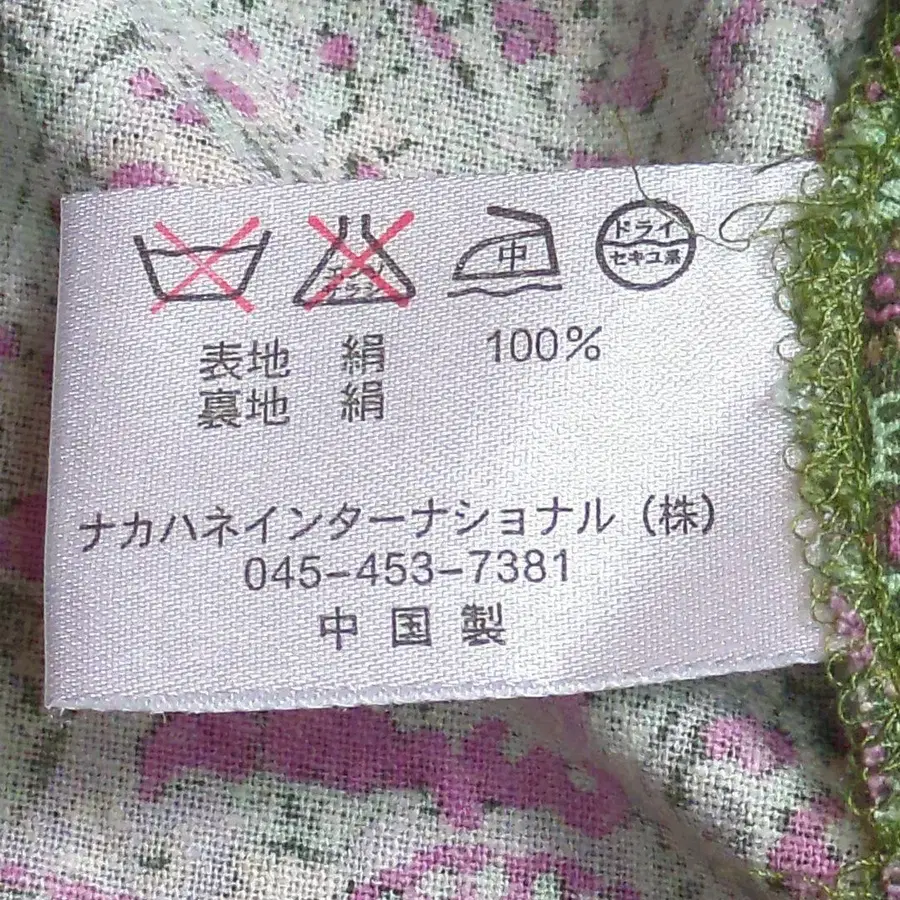 中
ドライ
セキユ系
表地 絹 100%
裏地 絹
ナカハネインターナショナル（株）
045-453-7381
中国製